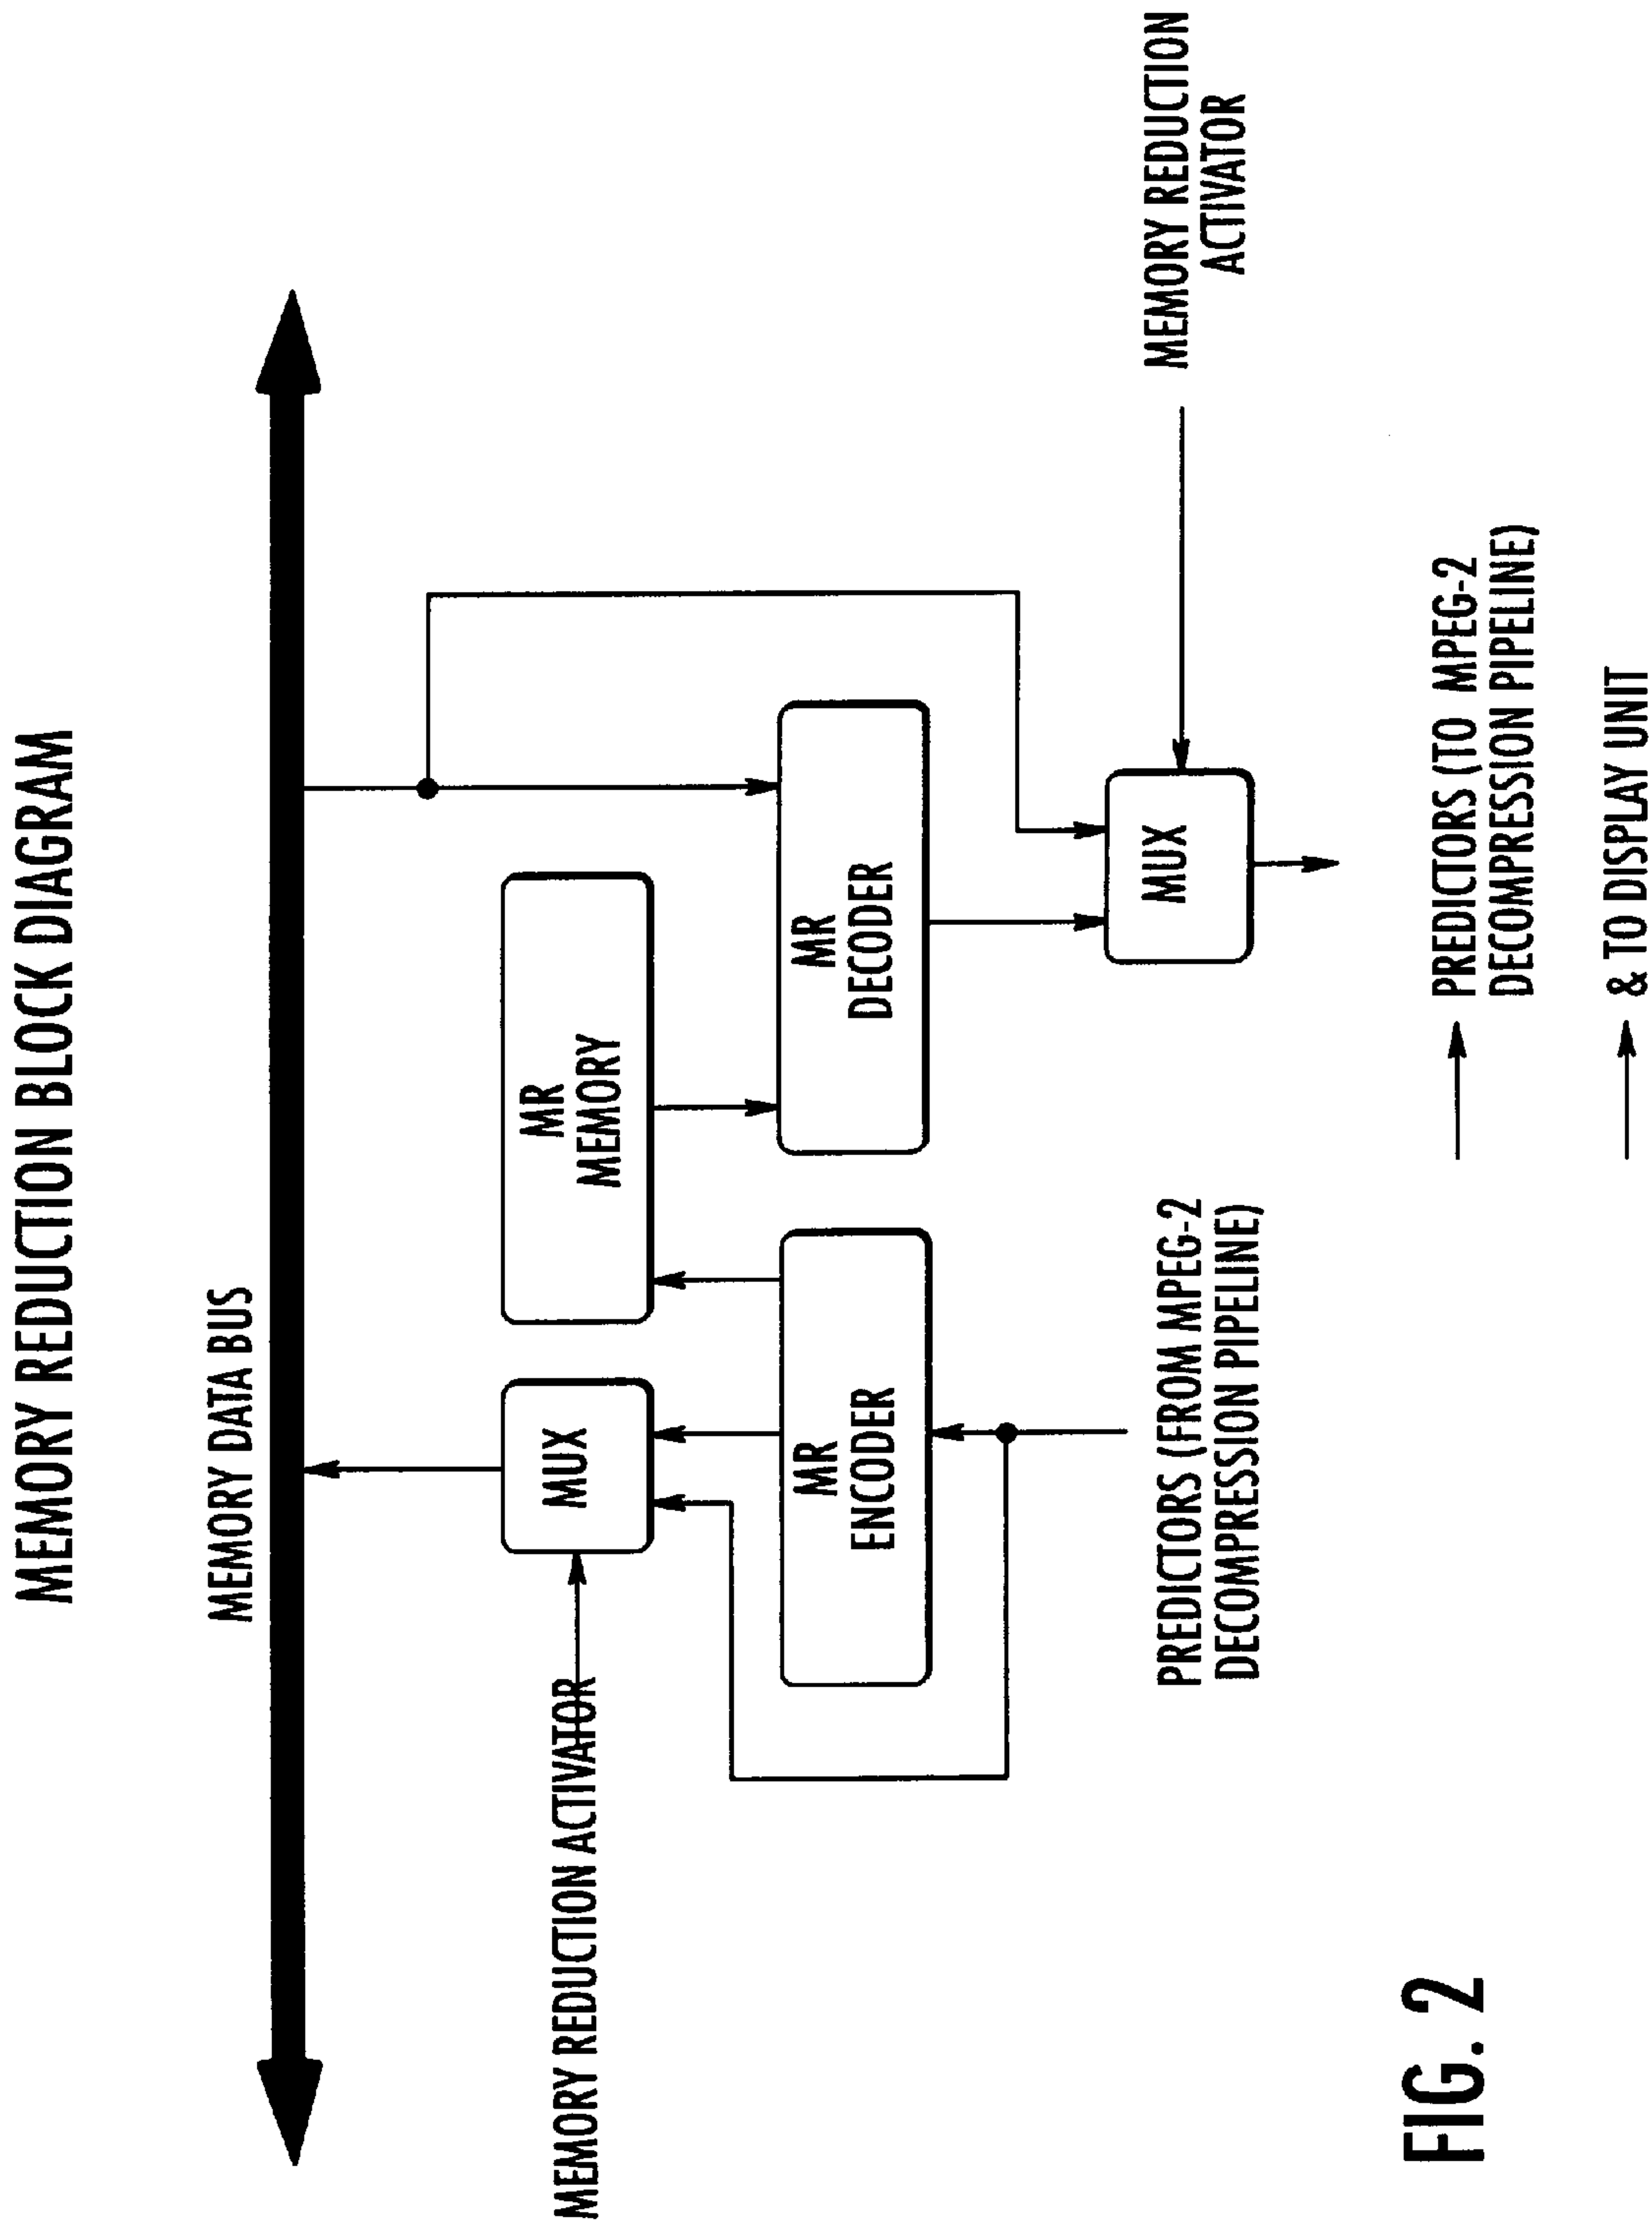 MEMORY REDUCTION BLOCK DIAGRAM
MEMORY DATA BUS
MEMORY REDUCTION ACTIVATOR
MUX
MR
MEMORY
MR
ENCODER
MR
DECODER
MUX
MEMORY REDUCTION
ACTIVATOR
PREDICTORS (FROM MPEG-2
DECOMPRESSION PIPELINE)
PREDICTORS (TO MPEG-2
DECOMPRESSION PIPELINE)
& TO DISPLAY UNIT
FIG. 2